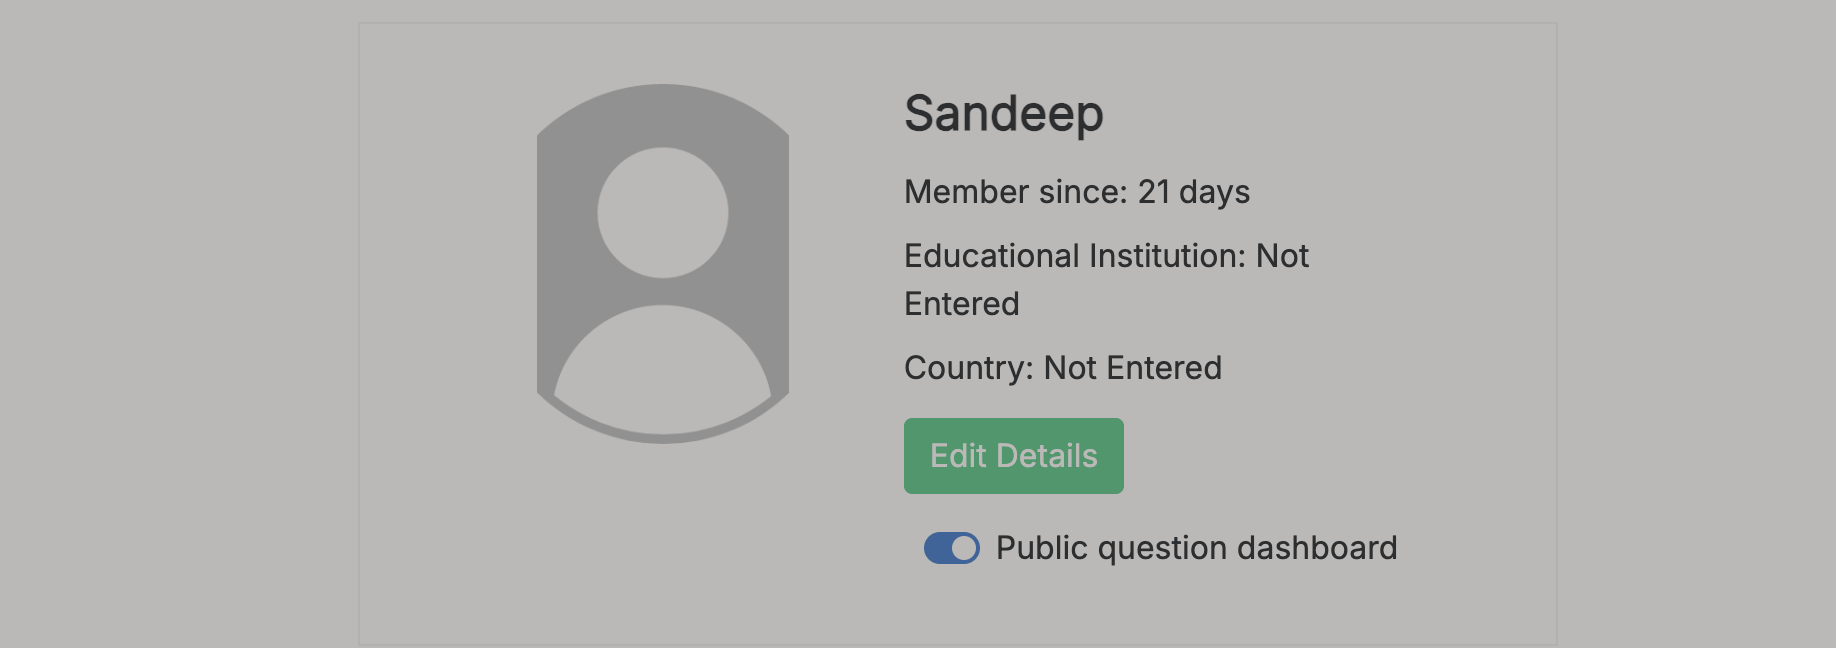 Sandeep
Member since: 21 days
Educational Institution: Not
Entered
Country: Not Entered
Edit Details
Public question dashboard